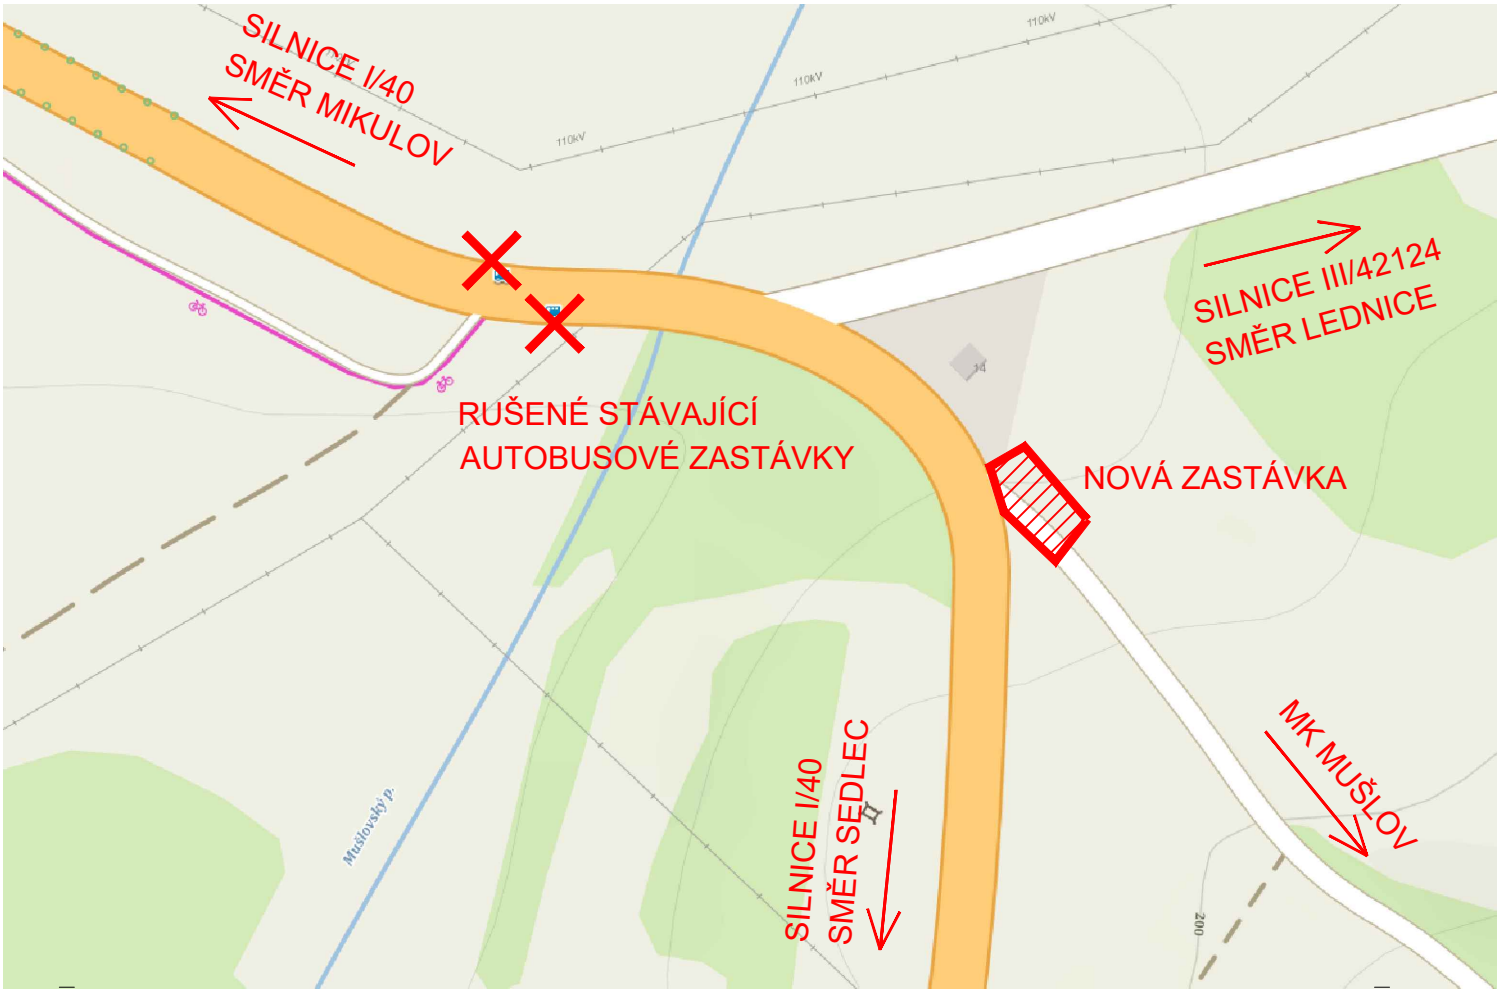 110kV
SILNICE I/40
SMĚR MIKULOV
110kV
110kV
110kV
SILNICE III/42124
SMĚR LEDNICE
14
RUŠENÉ STÁVAJÍCÍ
AUTOBUSOVÉ ZASTÁVKY
NOVÁ ZASTÁVKA
MK MUŠLOV
SILNICE I/40
SMĚR SEDLEC
Mušlovský p.
200